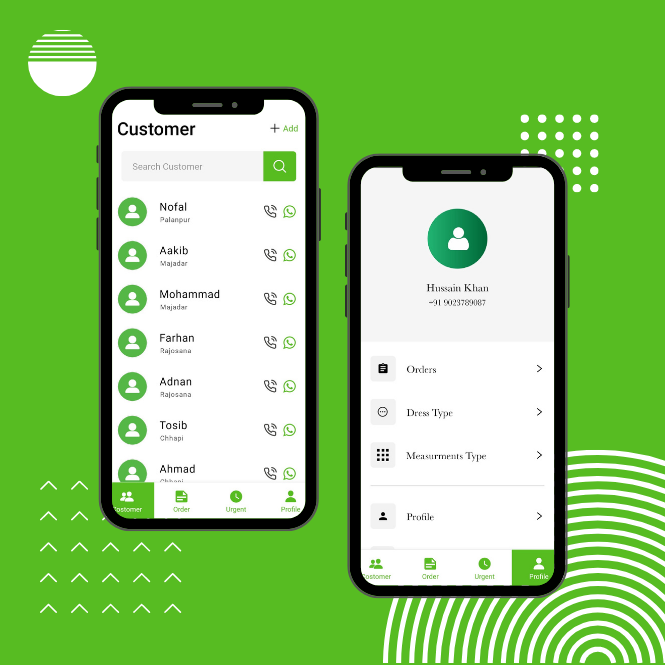 Customer
+ Add
Search Customer
Nofal
Palanpur
Aakib
Majadar
Mohammad
Majadar
Farhan
Rajosana
Adnan
Rajosana
Tosib
Chhapi
Ahmad
Chhapi
Customer Order Urgent Profile
Hussain Khan
+91 9023789087
Orders
Dress Type
Measurments Type
Profile
Customer Order Urgent Profile